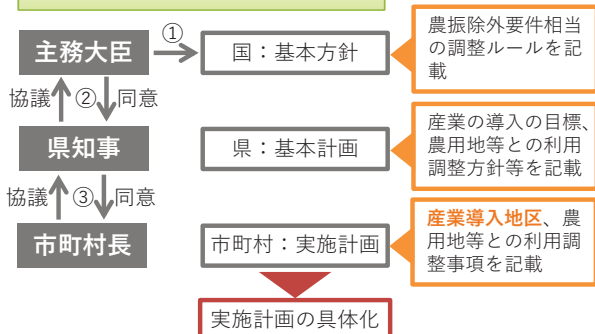 主務大臣
①
国：基本方針
農振除外要件相当
の調整ルールを記
載
協議
②
同意
県知事
県：基本計画
産業の導入の目標、
農用地等との利用
調整方針等を記載
協議
③
同意
市町村長
市町村：実施計画
産業導入地区、農
用地等との利用調
整事項を記載
実施計画の具体化